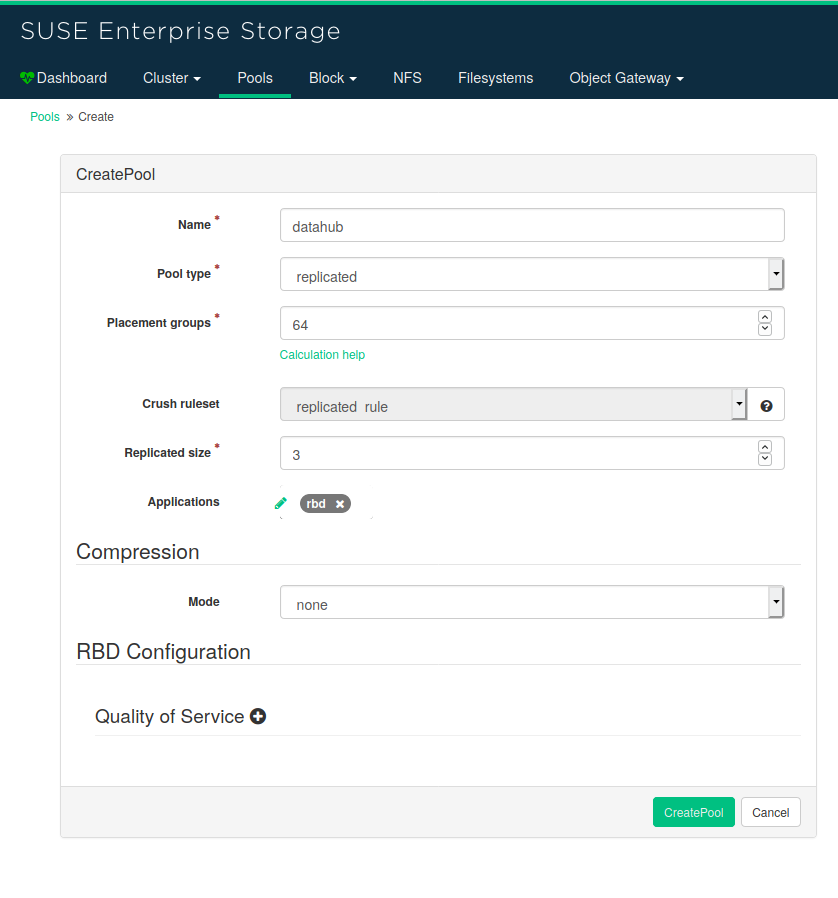 SUSE Enterprise Storage
Dashboard Cluster Pools Block NFS Filesystems Object Gateway
Pools » Create
CreatePool
Name * datahub
Pool type * replicated
Placement groups * 64
Calculation help
Crush ruleset replicated rule
Replicated size * 3
Applications rbd ×
Compression
Mode none
RBD Configuration
Quality of Service
CreatePool Cancel